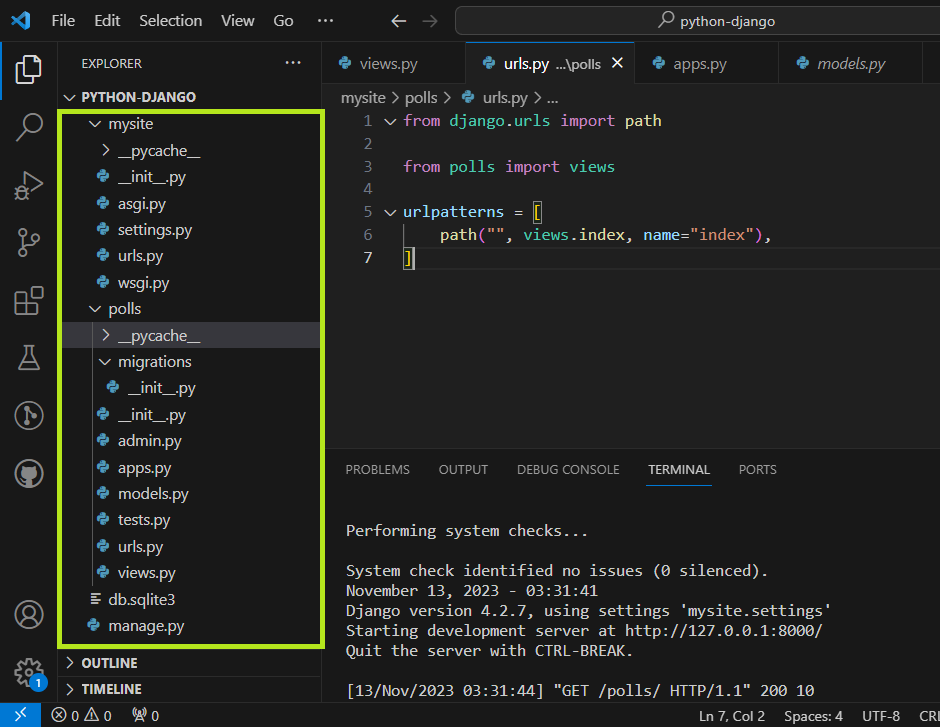 File Edit Selection View Go ··· ← → python-django
EXPLORER ···
PYTHON-DJANGO
mysite
__pycache__
__init__.py
asgi.py
settings.py
urls.py
wsgi.py
polls
__pycache__
migrations
__init__.py
__init__.py
admin.py
apps.py
models.py
tests.py
urls.py
views.py
db.sqlite3
manage.py
OUTLINE
TIMELINE
views.py urls.py ...\polls × apps.py models.py
mysite > polls > urls.py > ...
1 from django.urls import path
2
3 from polls import views
4
5 urlpatterns = [
6 path("", views.index, name="index"),
7 ]
PROBLEMS OUTPUT DEBUG CONSOLE TERMINAL PORTS
Performing system checks...
System check identified no issues (0 silenced).
November 13, 2023 - 03:31:41
Django version 4.2.7, using settings 'mysite.settings'
Starting development server at http://127.0.0.1:8000/
Quit the server with CTRL-BREAK.
[13/Nov/2023 03:31:44] "GET /polls/ HTTP/1.1" 200 10
1
0 0 0 Ln 7, Col 2 Spaces: 4 UTF-8 CRL